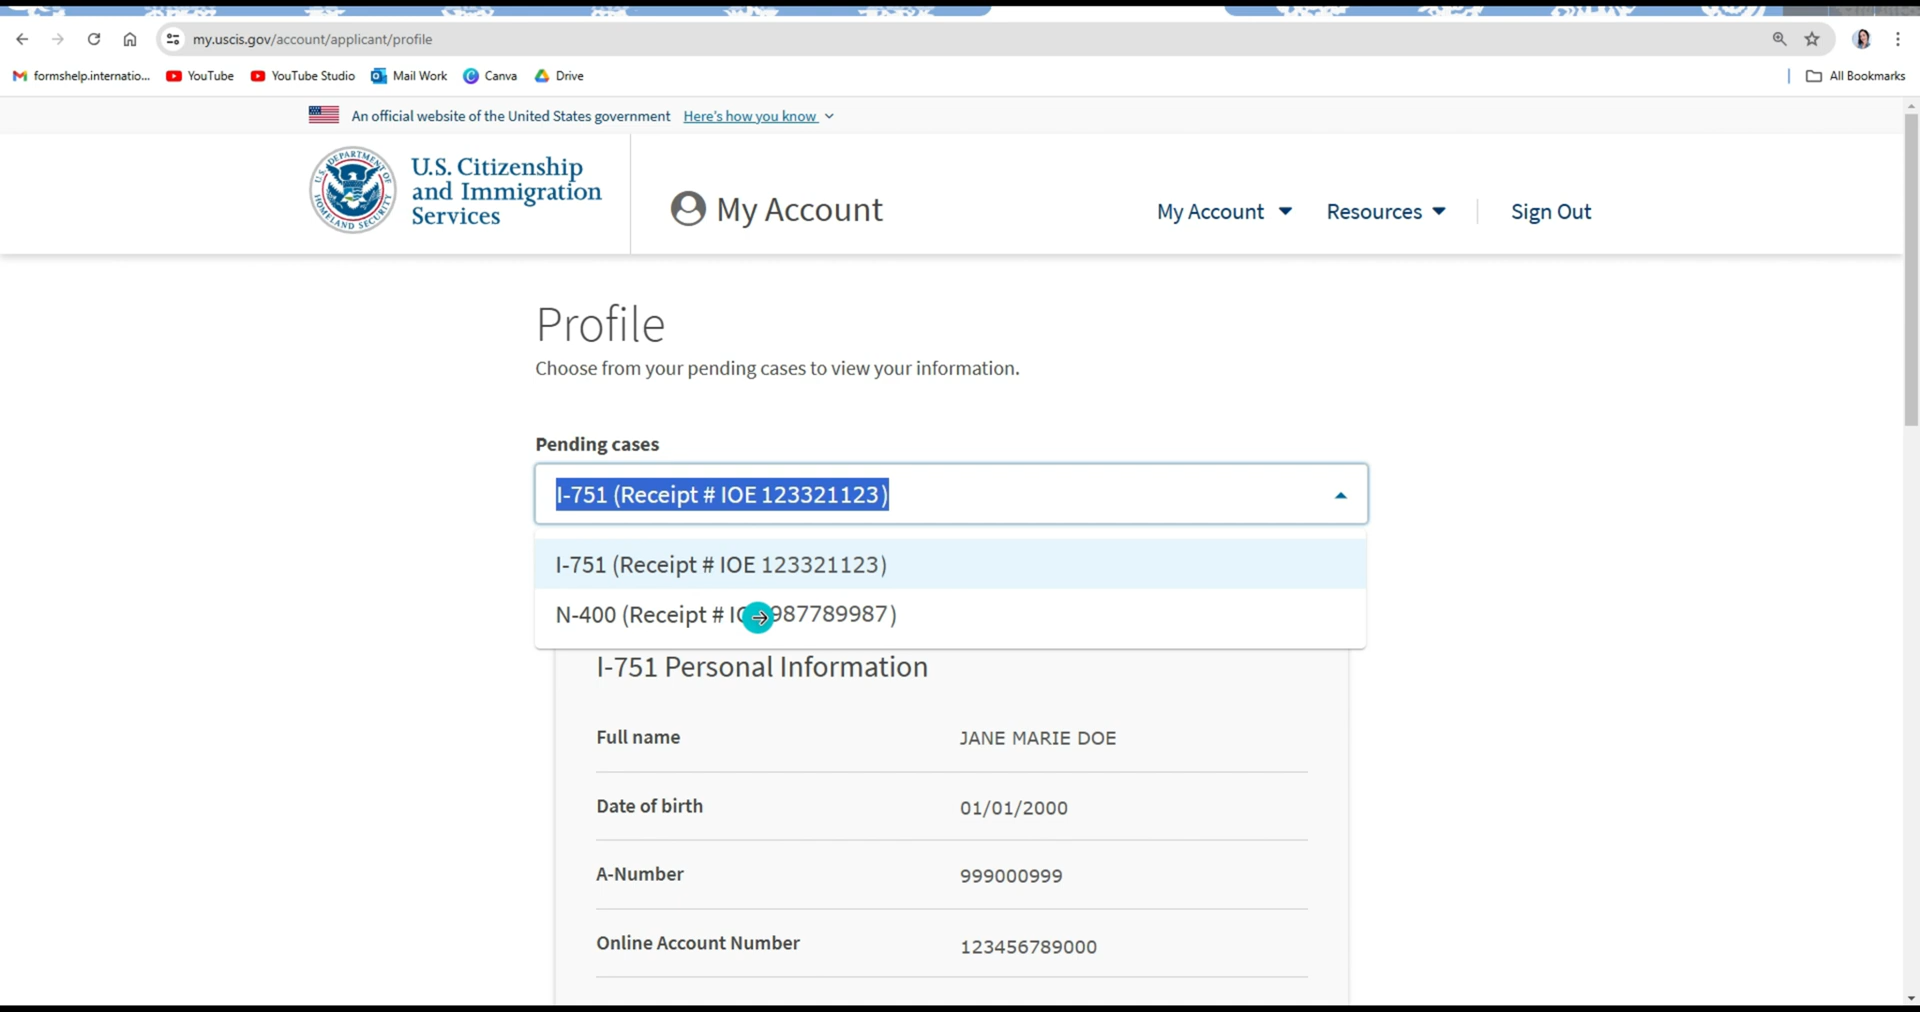 my.uscis.gov/account/applicant/profile
formshelp.internatio... YouTube YouTube Studio Mail Work Canva Drive All Bookmarks
An official website of the United States government Here's how you know
U.S. DEPARTMENT OF HOMELAND SECURITY
U.S. Citizenship
and Immigration
Services
My Account
My Account Resources Sign Out
Profile
Choose from your pending cases to view your information.
Pending cases
I-751 (Receipt # IOE 123321123)
I-751 (Receipt # IOE 123321123)
N-400 (Receipt # 987789987)
I-751 Personal Information
Full name JANE MARIE DOE
Date of birth 01/01/2000
A-Number 999000999
Online Account Number 123456789000